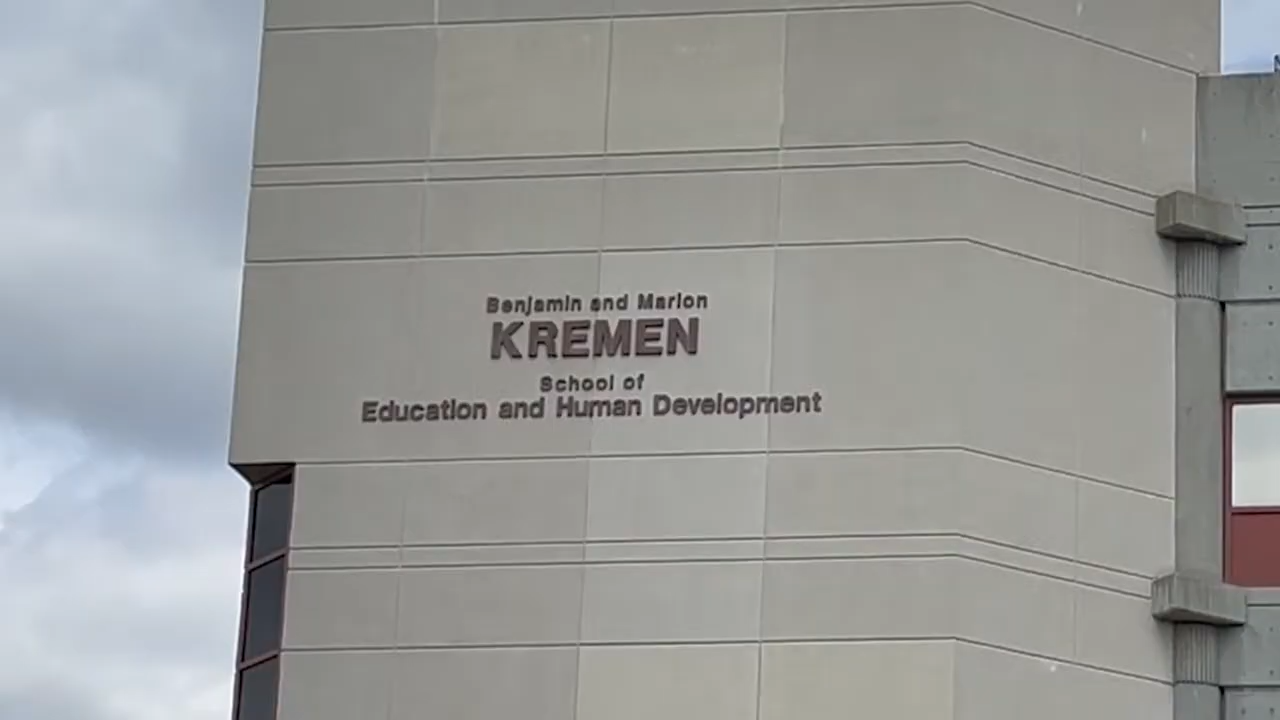 Benjamin and Marion
KREMEN
School of
Education and Human Development